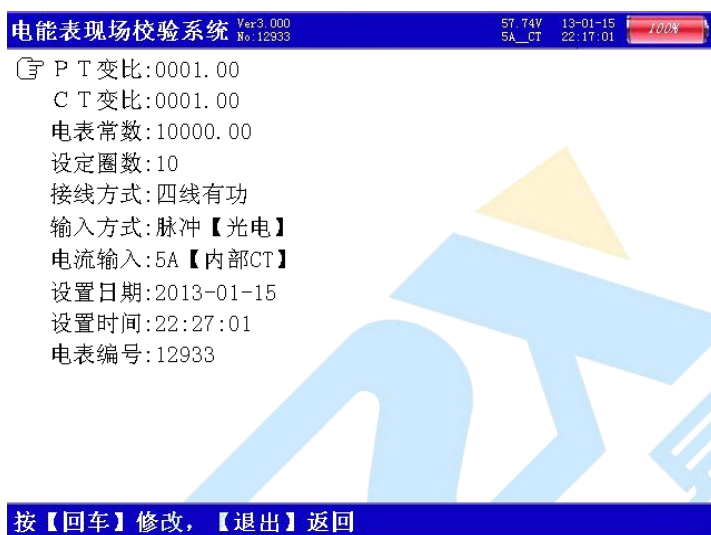 电能表现场校验系统 Ver3.000 57.74V 13-01-15 100%
No:12933 5A__CT 22:17:01
ＰＴ变比:0001.00
ＣＴ变比:0001.00
电表常数:10000.00
设定圈数:10
接线方式:四线有功
输入方式:脉冲【光电】
电流输入:5A【内部CT】
设置日期:2013-01-15
设置时间:22:27:01
电表编号:12933
按【回车】修改，【退出】返回